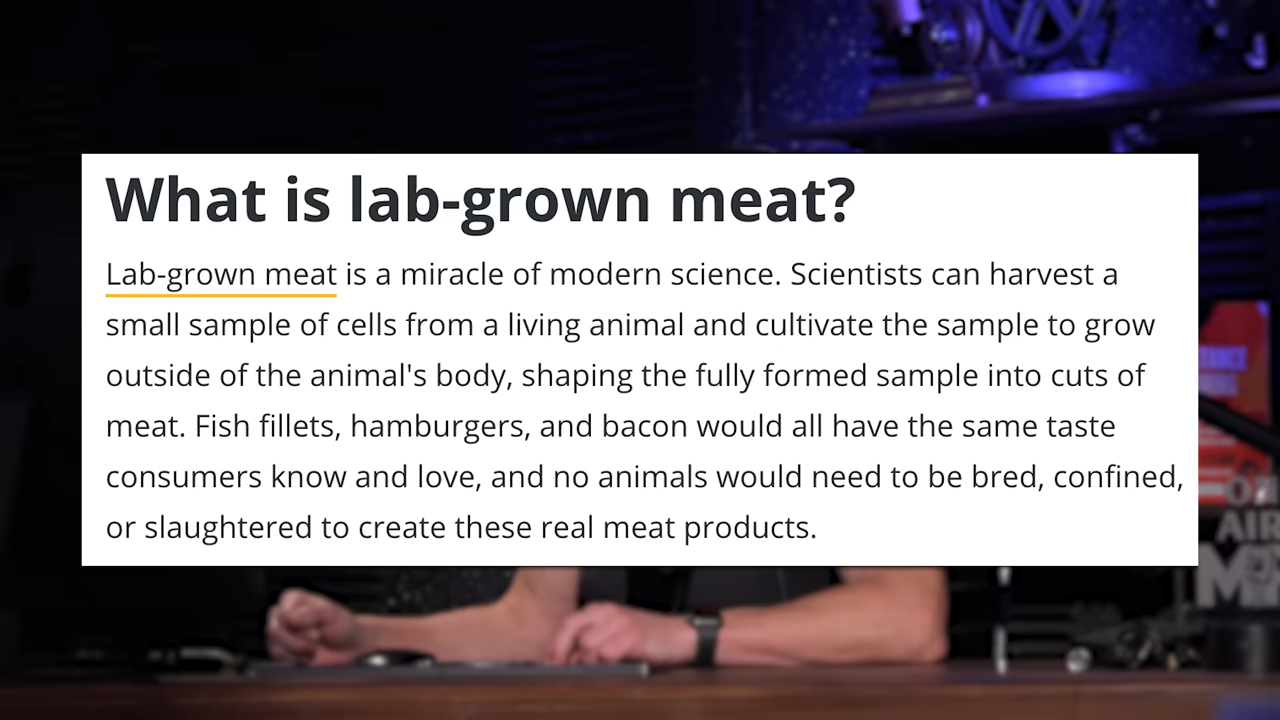 What is lab-grown meat?
Lab-grown meat is a miracle of modern science. Scientists can harvest a
small sample of cells from a living animal and cultivate the sample to grow
outside of the animal's body, shaping the fully formed sample into cuts of
meat. Fish fillets, hamburgers, and bacon would all have the same taste
consumers know and love, and no animals would need to be bred, confined,
or slaughtered to create these real meat products.
AIR